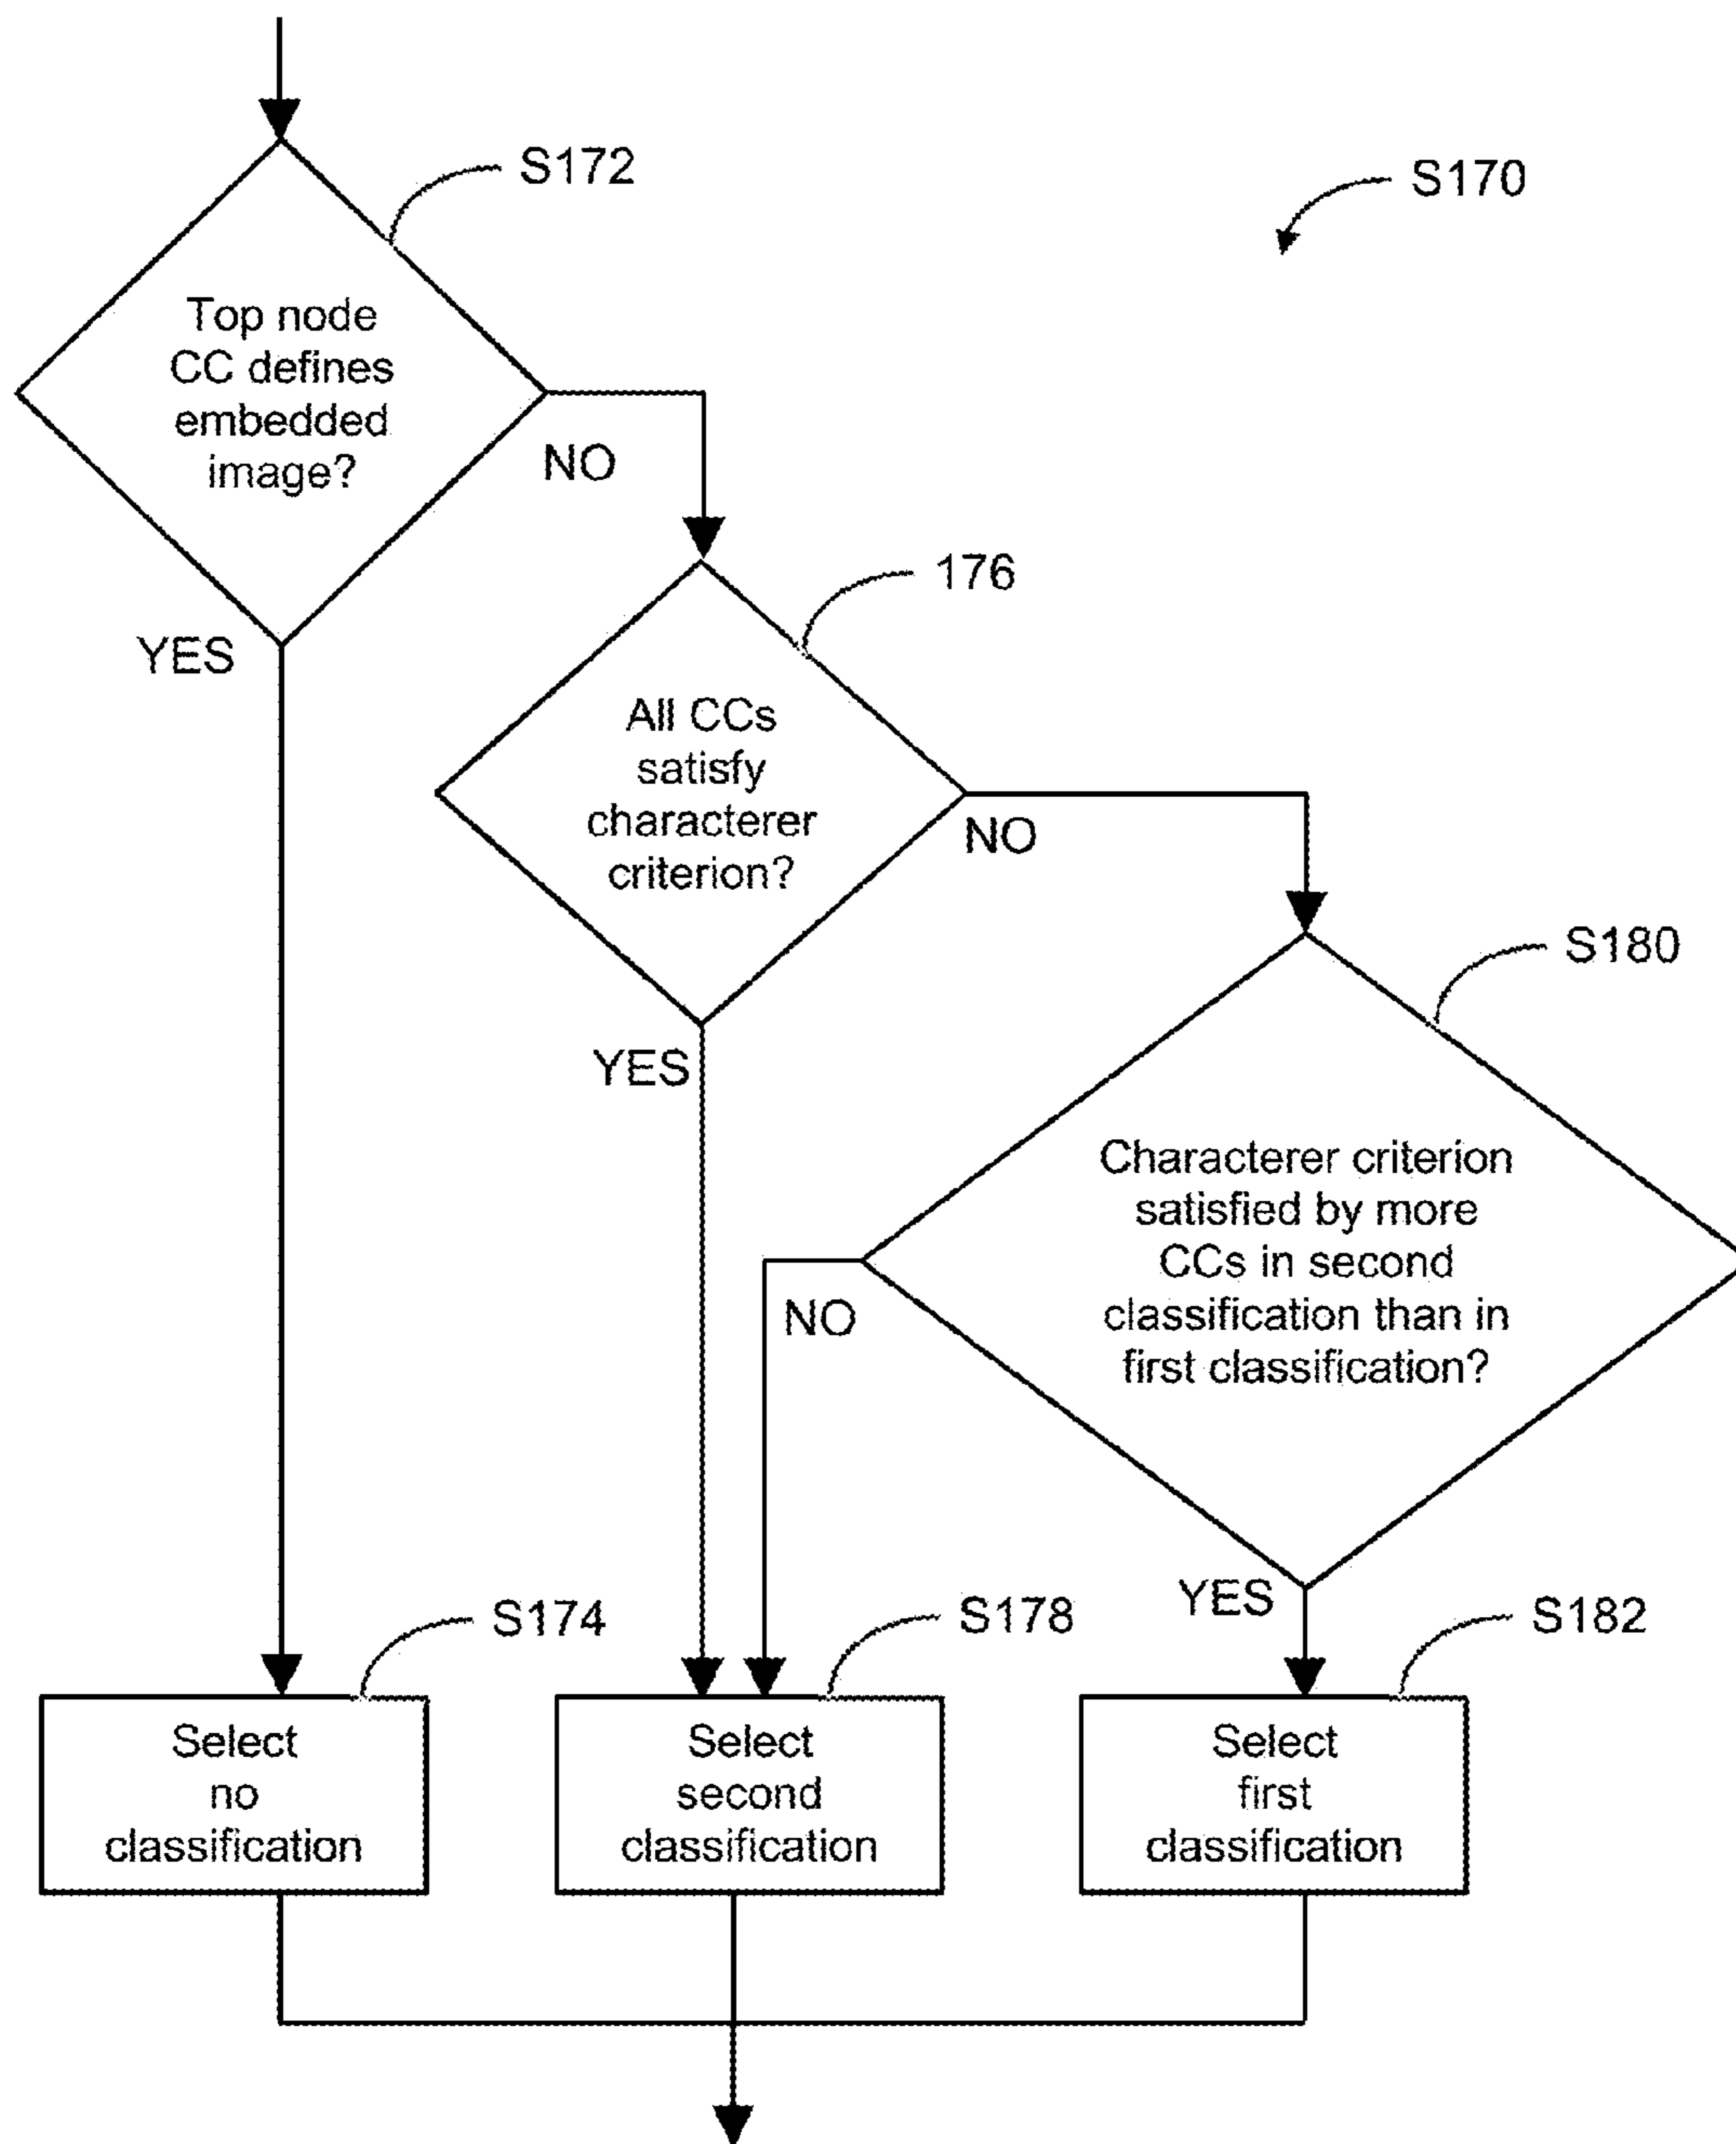 S172
S170
Top node
CC defines
embedded
image?
NO
YES
176
All CCs
satisfy
characterer
criterion?
NO
YES
S180
Characterer criterion
satisfied by more
CCs in second
classification than in
first classification?
NO
YES
S174
S178
S182
Select
no
classification
Select
second
classification
Select
first
classification